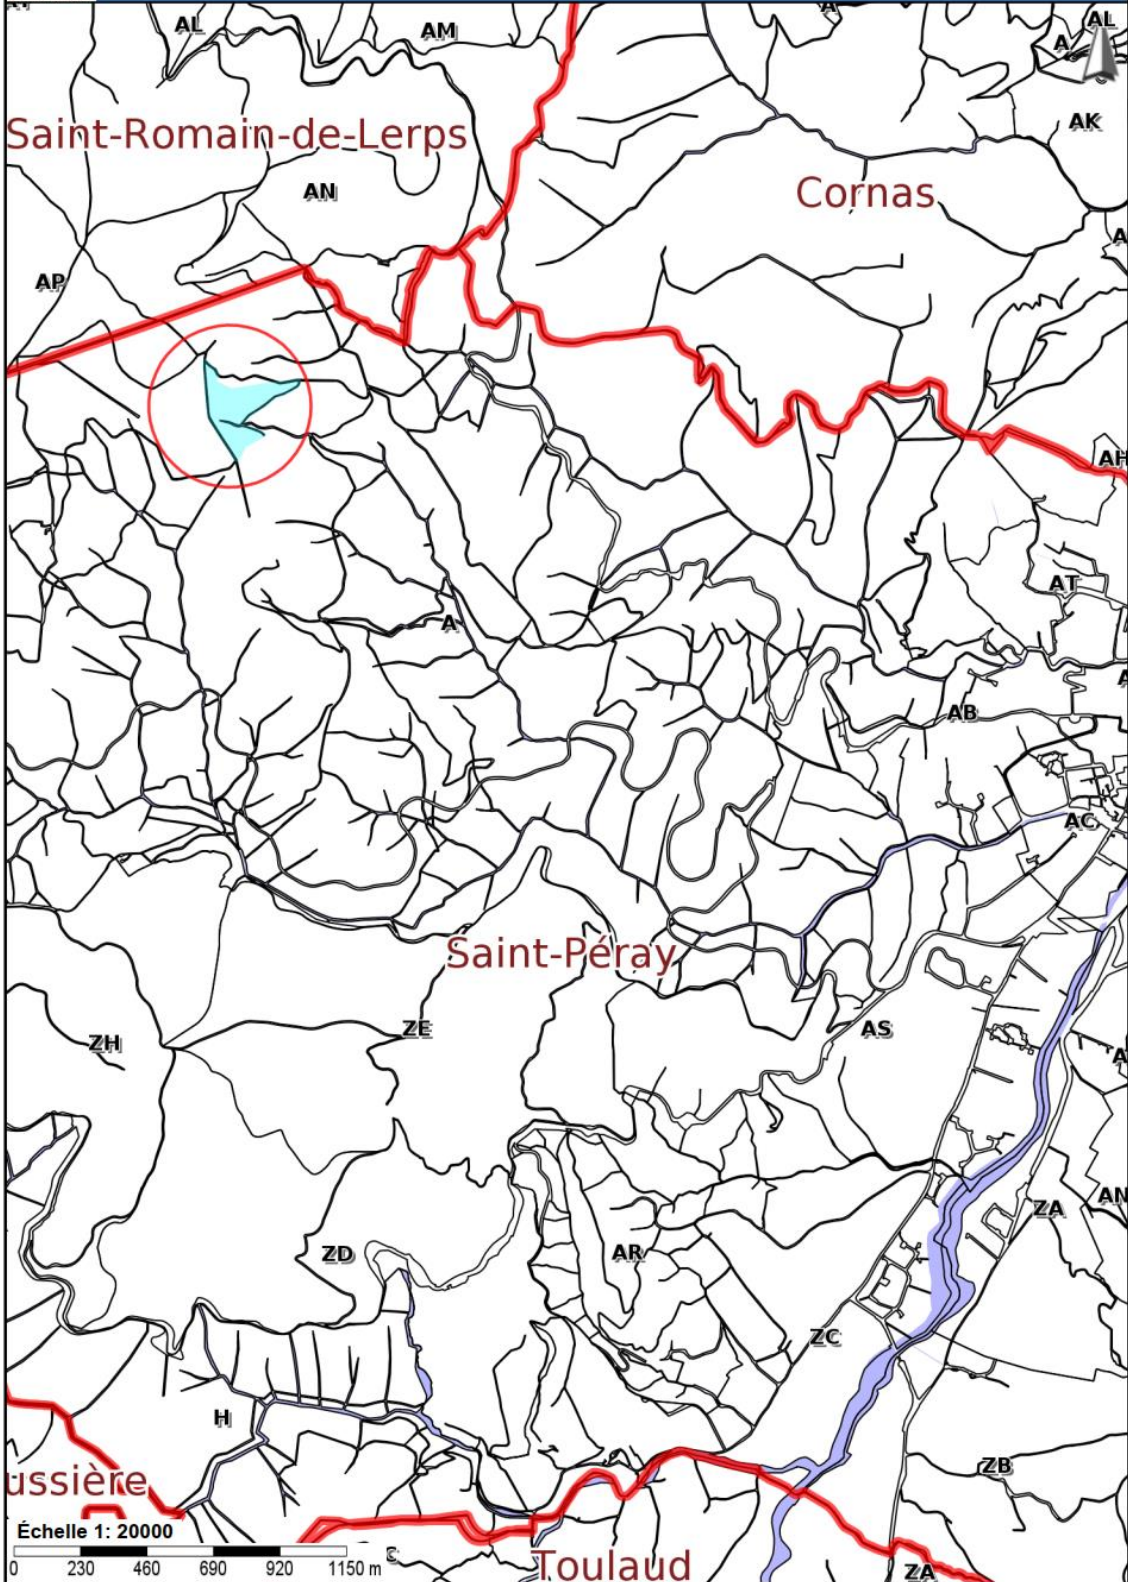 AL
AM
A
AL
A
AK
Saint-Romain-de-Lerps
AN
Cornas
A
AP
AH
AT
A
A
AB
AC
Saint-Péray
ZH
ZE
AS
A
ZD
AR
ZA
AN
ZC
H
ZB
ussière
Échelle 1: 20000
0 230 460 690 920 1150 m
Toulaud
ZA